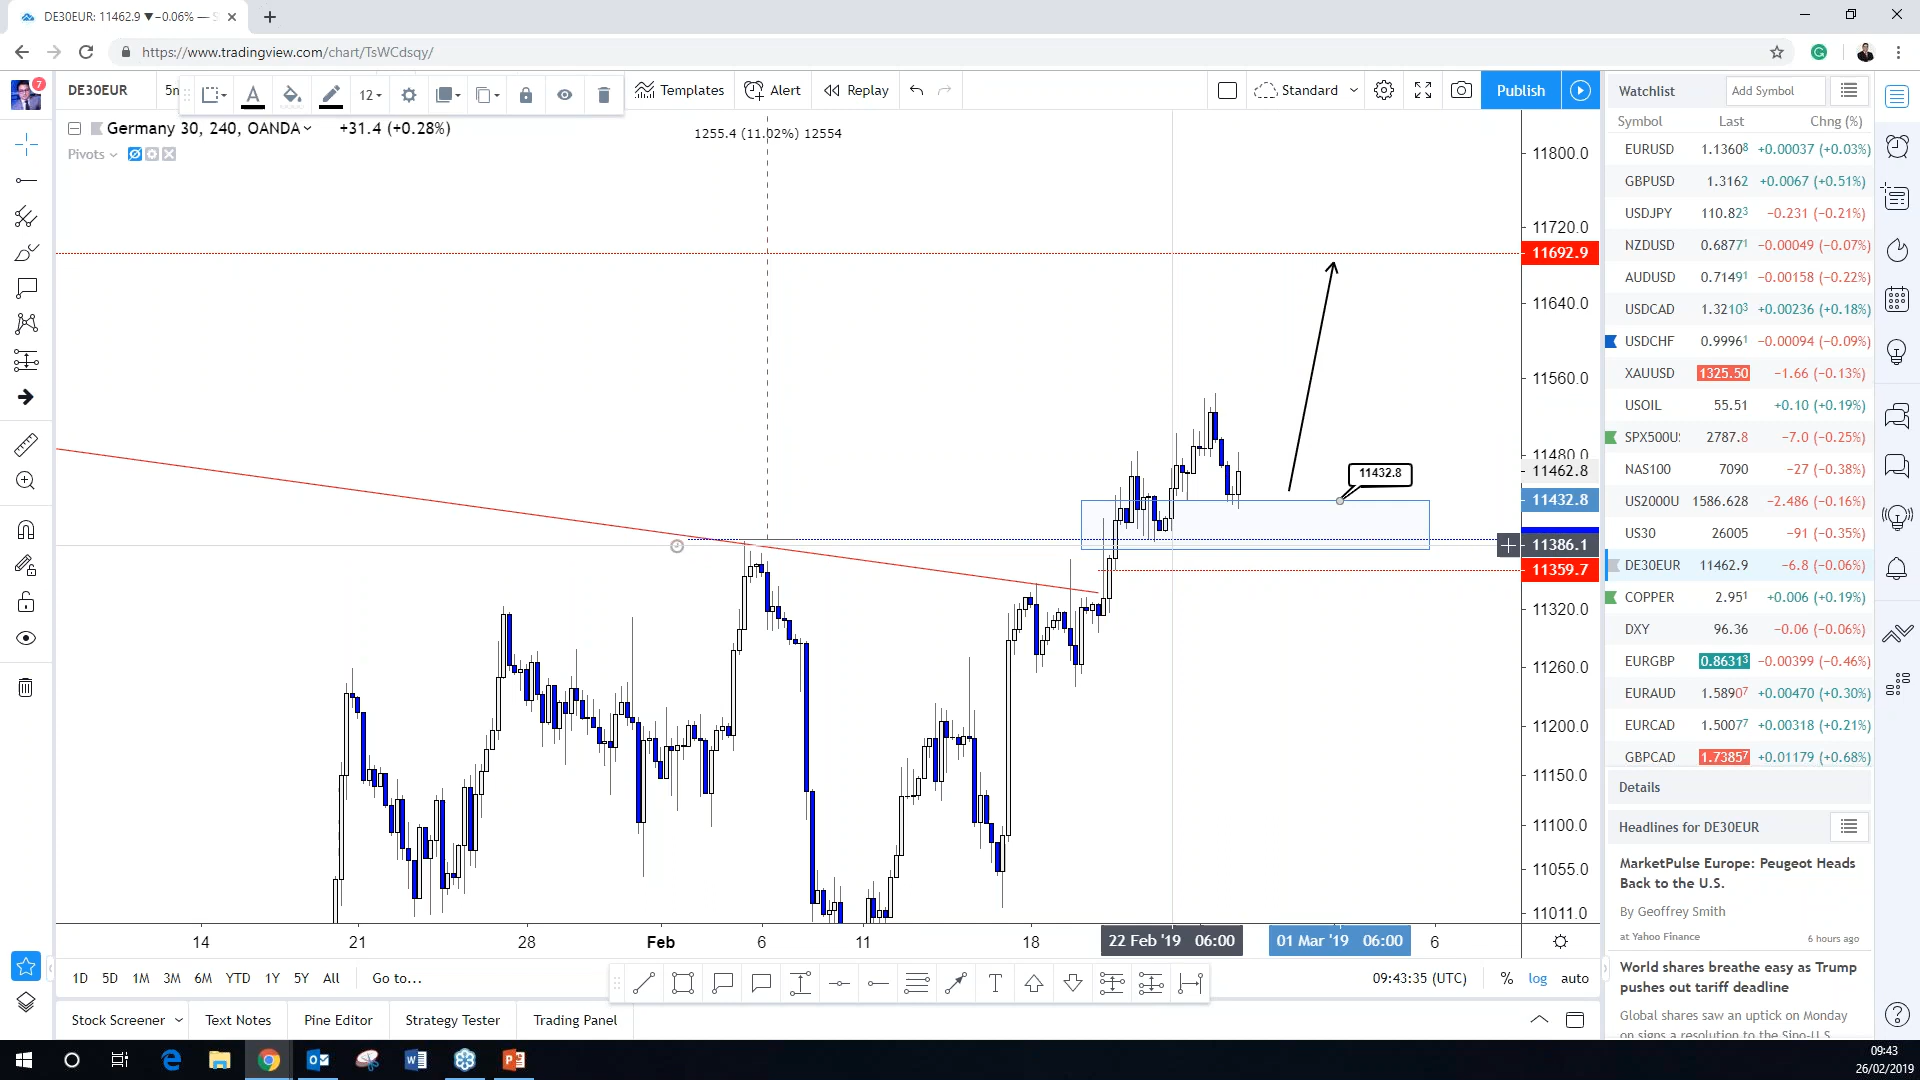 DE30EUR: 11462.9 ▼−0.06% —
https://www.tradingview.com/chart/TsWCdsqy/
7
DE30EUR
12
Templates
Alert
Replay
Standard
Publish
Germany 30, 240, OANDA
+31.4 (+0.28%)
Pivots
1255.4 (11.02%) 12554
11432.8
11800.0
11720.0
11692.9
11640.0
11560.0
11480.0
11462.8
11432.8
11386.1
11359.7
11320.0
11260.0
11200.0
11150.0
11100.0
11055.0
11011.0
14
21
28
Feb
6
11
18
22 Feb '19 06:00
01 Mar '19 06:00
6
1D 5D 1M 3M 6M YTD 1Y 5Y All Go to...
T
09:43:35 (UTC) % log auto
Stock Screener
Text Notes
Pine Editor
Strategy Tester
Trading Panel
Watchlist
Add Symbol
Symbol Last Chng (%)
EURUSD 1.13608 +0.00037 (+0.03%)
GBPUSD 1.3162 +0.0067 (+0.51%)
USDJPY 110.823 −0.231 (−0.21%)
NZDUSD 0.68771 −0.00049 (−0.07%)
AUDUSD 0.71491 −0.00158 (−0.22%)
USDCAD 1.32103 +0.00236 (+0.18%)
USDCHF 0.99961 −0.00094 (−0.09%)
XAUUSD 1325.50 −1.66 (−0.13%)
USOIL 55.51 +0.10 (+0.19%)
SPX500U 2787.8 −7.0 (−0.25%)
NAS100 7090 −27 (−0.38%)
US2000U 1586.628 −2.486 (−0.16%)
US30 26005 −91 (−0.35%)
DE30EUR 11462.9 −6.8 (−0.06%)
COPPER 2.951 +0.006 (+0.19%)
DXY 96.36 −0.06 (−0.06%)
EURGBP 0.86313 −0.00399 (−0.46%)
EURAUD 1.58907 +0.00470 (+0.30%)
EURCAD 1.50077 +0.00318 (+0.21%)
GBPCAD 1.73857 +0.01179 (+0.68%)
Details
Headlines for DE30EUR
MarketPulse Europe: Peugeot Heads
Back to the U.S.
By Geoffrey Smith
at Yahoo Finance 6 hours ago
World shares breathe easy as Trump
pushes out tariff deadline
Global shares saw an uptick on Monday
on signs a resolution to the Sino-U.S.
09:43
26/02/2019